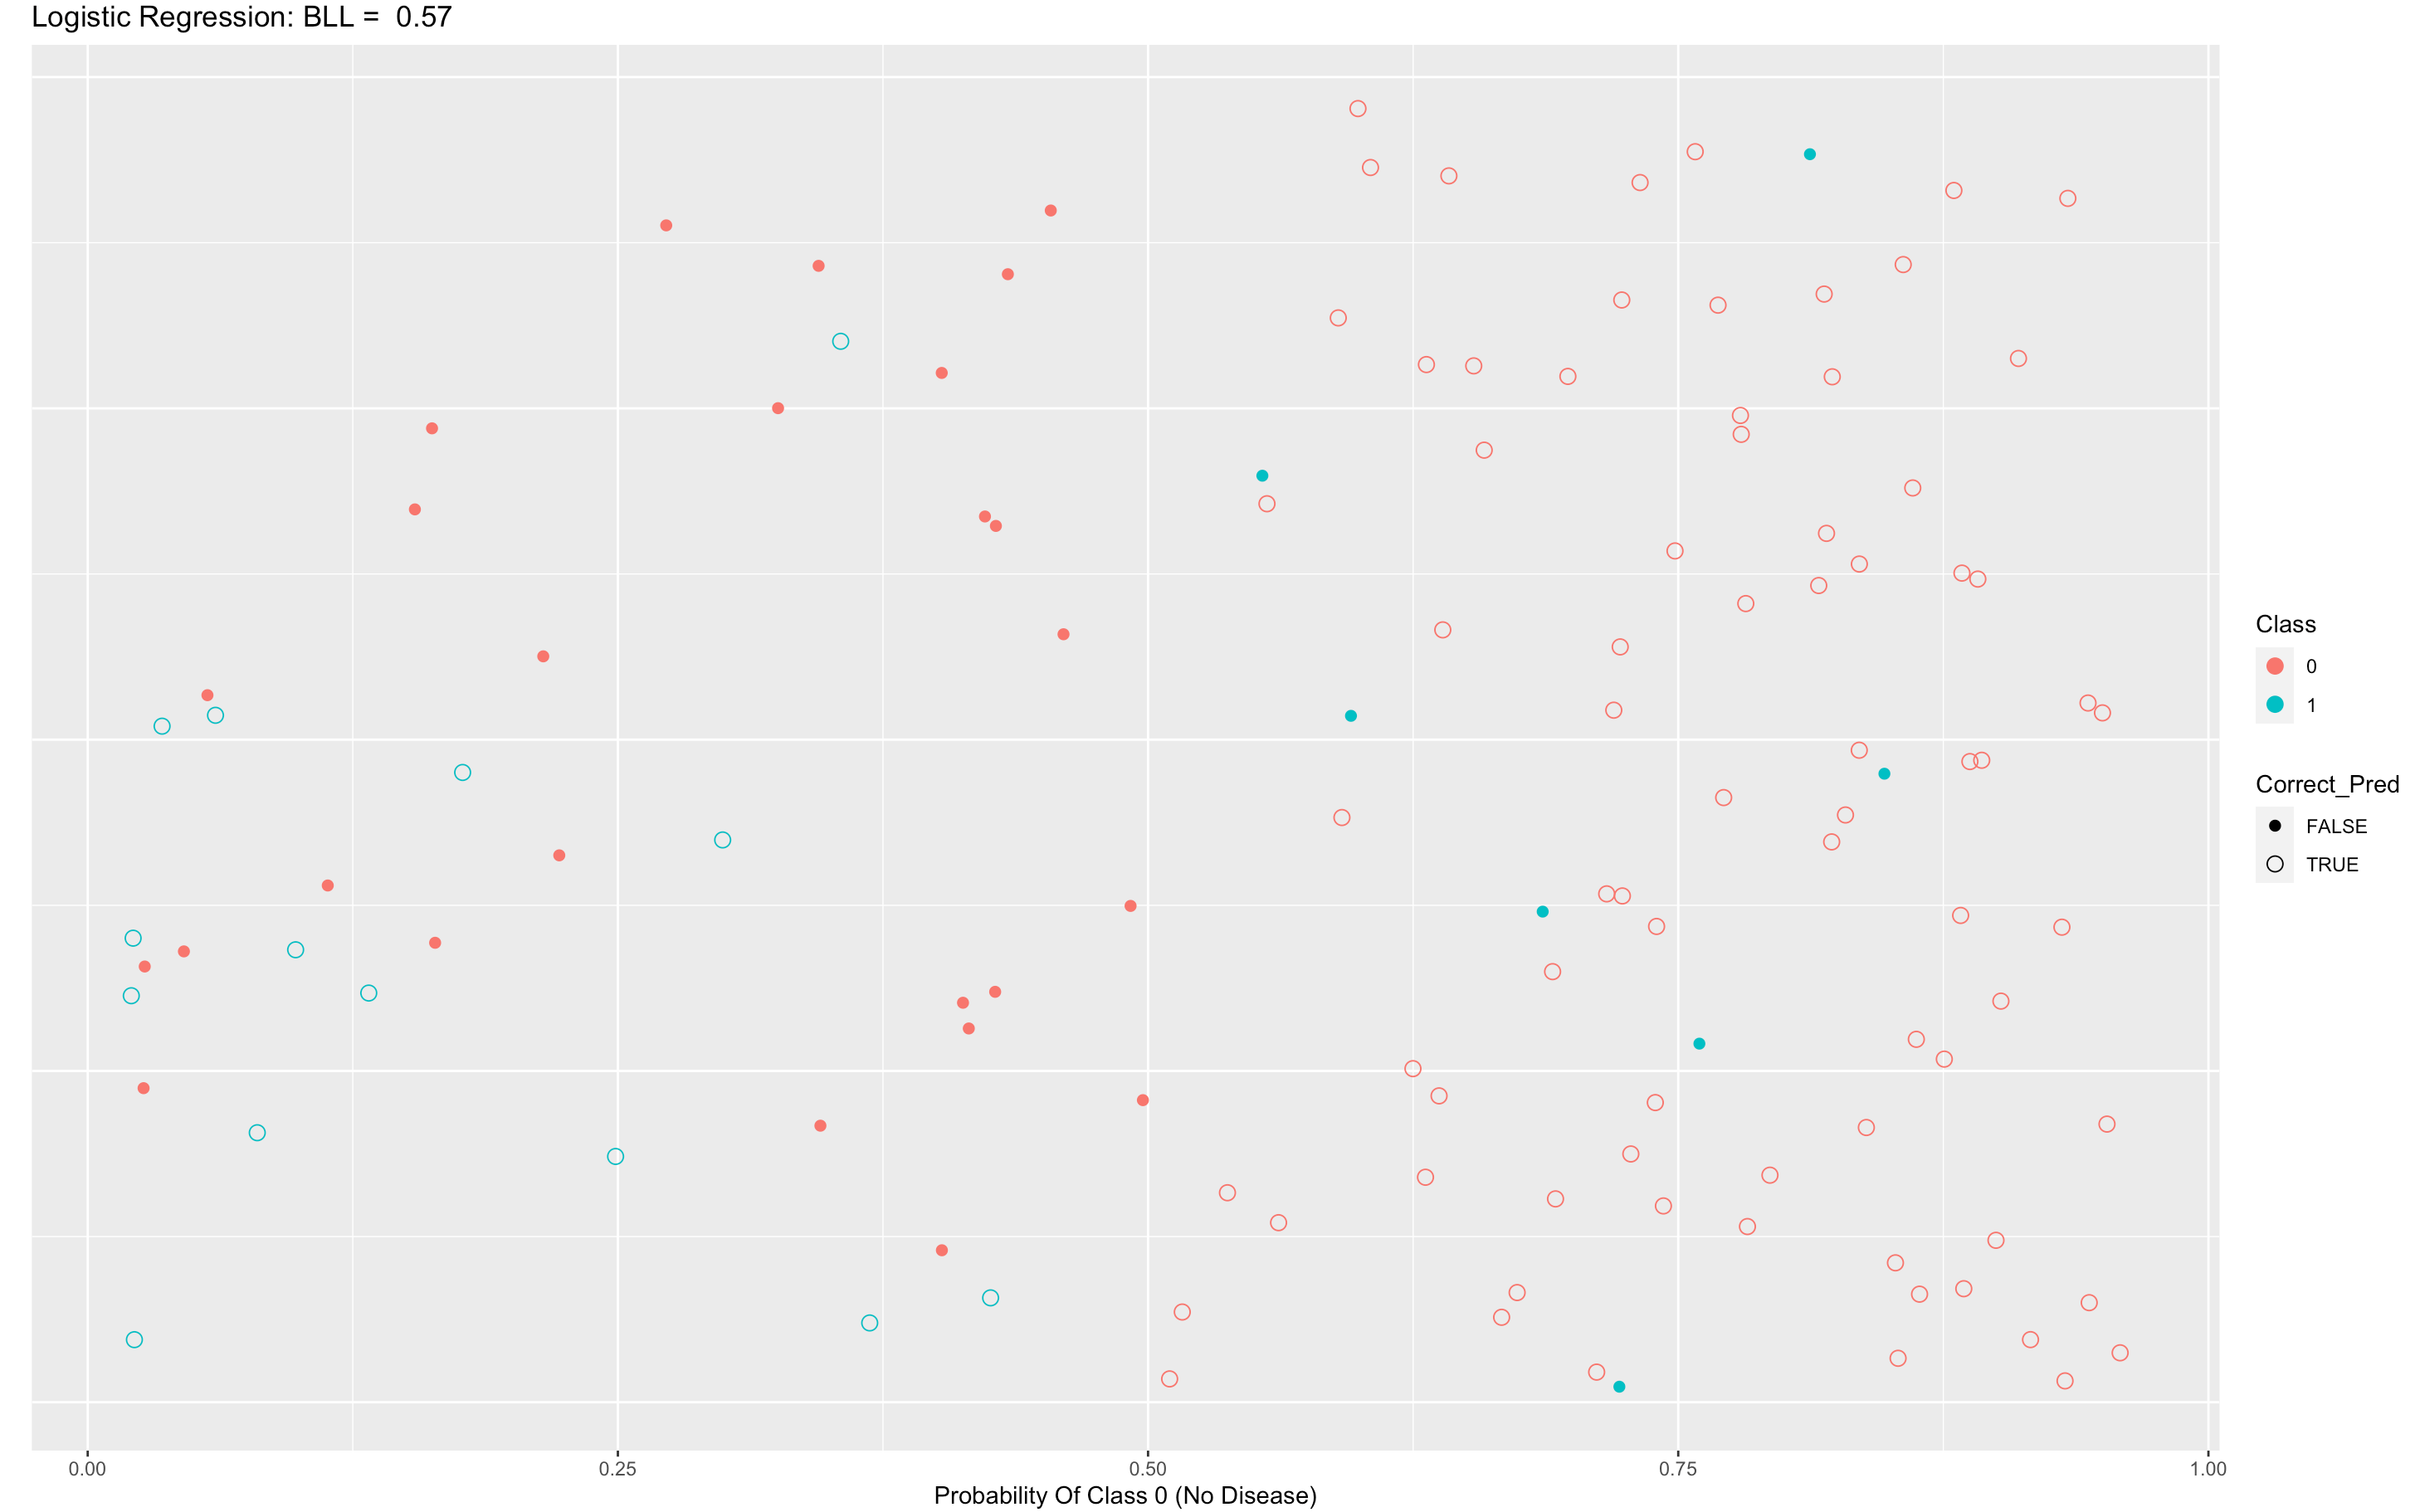 Logistic Regression: BLL =  0.57
Class
0
1
Correct_Pred
FALSE
TRUE
0.00 0.25 0.50 0.75 1.00
Probability Of Class 0 (No Disease)